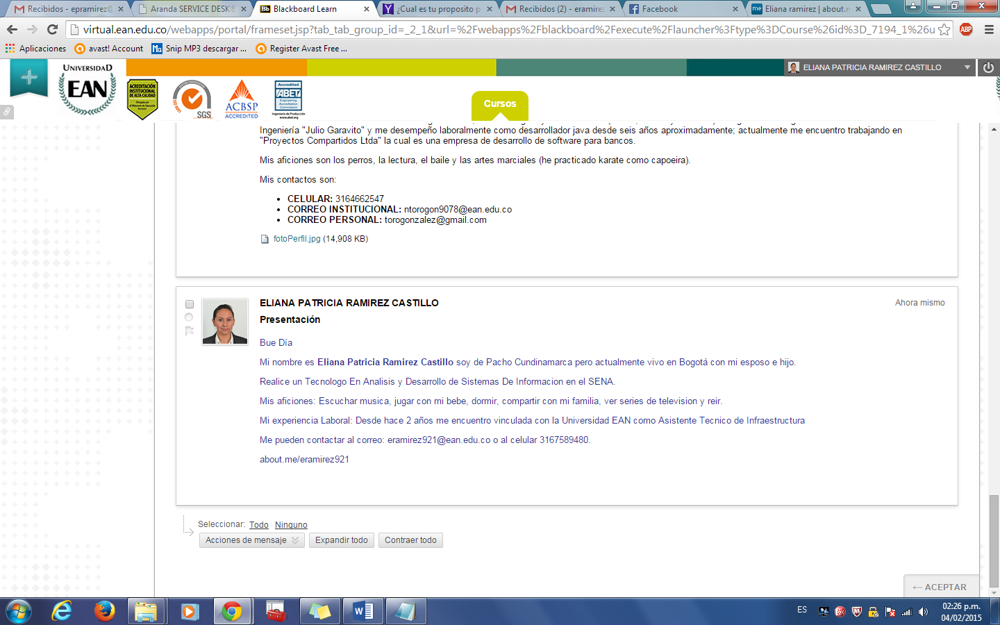 Recibidos - epramirez@
Aranda SERVICE DESK®
Blackboard Learn
¿Cual es tu proposito p
Recibidos (2) - eramirez
Facebook
Eliana ramirez | about.m
virtual.ean.edu.co/webapps/portal/frameset.jsp?tab_tab_group_id=_2_1&url=%2Fwebapps%2Fblackboard%2Fexecute%2Flauncher%3Ftype%3DCourse%26id%3D_7194_1%26u
ABP
Aplicaciones
avast! Account
Snip MP3 descargar ...
Register Avast Free ...
UNIVERSIDAD
EAN
ACREDITACIÓN
INSTITUCIONAL
DE ALTA CALIDAD
SGS
ACBSP
ACCREDITED
Accredited
ABET
Engineering
Accreditation
Commission
www.abet.org
Ingeniería de Producción
Cursos
ELIANA PATRICIA RAMIREZ CASTILLO
Ingeniería "Julio Garavito" y me desempeño laboralmente como desarrollador java desde seis años aproximadamente; actualmente me encuentro trabajando en
"Proyectos Compartidos Ltda" la cual es una empresa de desarrollo de software para bancos.
Mis aficiones son los perros, la lectura, el baile y las artes marciales (he practicado karate como capoeira).
Mis contactos son:
• CELULAR: 3164662547
• CORREO INSTITUCIONAL: ntorogon9078@ean.edu.co
• CORREO PERSONAL: torogonzalez@gmail.com
fotoPerfil.jpg (14,908 KB)
ELIANA PATRICIA RAMIREZ CASTILLO
Ahora mismo
Presentación
Bue Día
Mi nombre es Eliana Patricia Ramirez Castillo soy de Pacho Cundinamarca pero actualmente vivo en Bogotá con mi esposo e hijo.
Realice un Tecnologo En Analisis y Desarrollo de Sistemas De Informacion en el SENA.
Mis aficiones: Escuchar musica, jugar con mi bebe, dormir, compartir con mi familia, ver series de television y reir.
Mi experiencia Laboral: Desde hace 2 años me encuentro vinculada con la Universidad EAN como Asistente Tecnico de Infraestructura
Me pueden contactar al correo: eramirez921@ean.edu.co o al celular 3167589480.
about.me/eramirez921
Seleccionar: Todo Ninguno
Acciones de mensaje
Expandir todo
Contraer todo
← ACEPTAR
ES
02:26 p.m.
04/02/2015